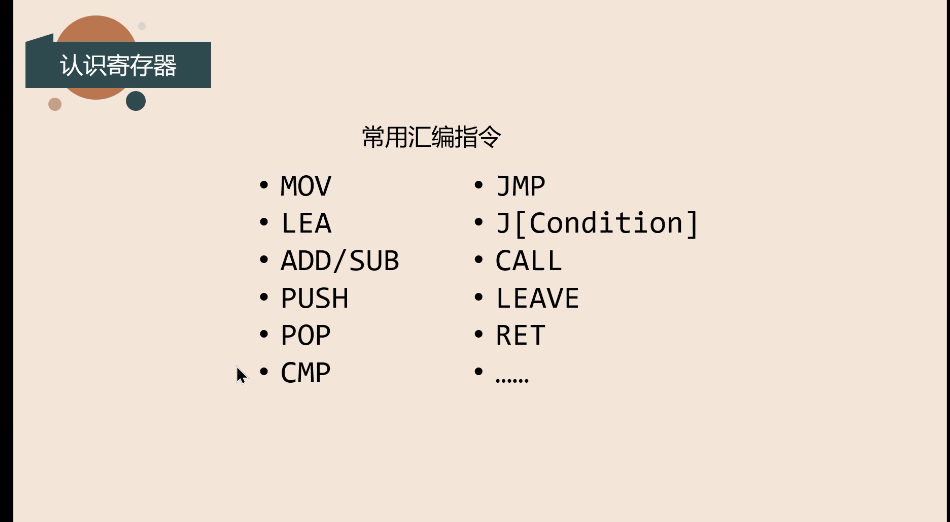 认识寄存器
常用汇编指令
• MOV
• LEA
• ADD/SUB
• PUSH
• POP
• CMP
• JMP
• J[Condition]
• CALL
• LEAVE
• RET
• ……